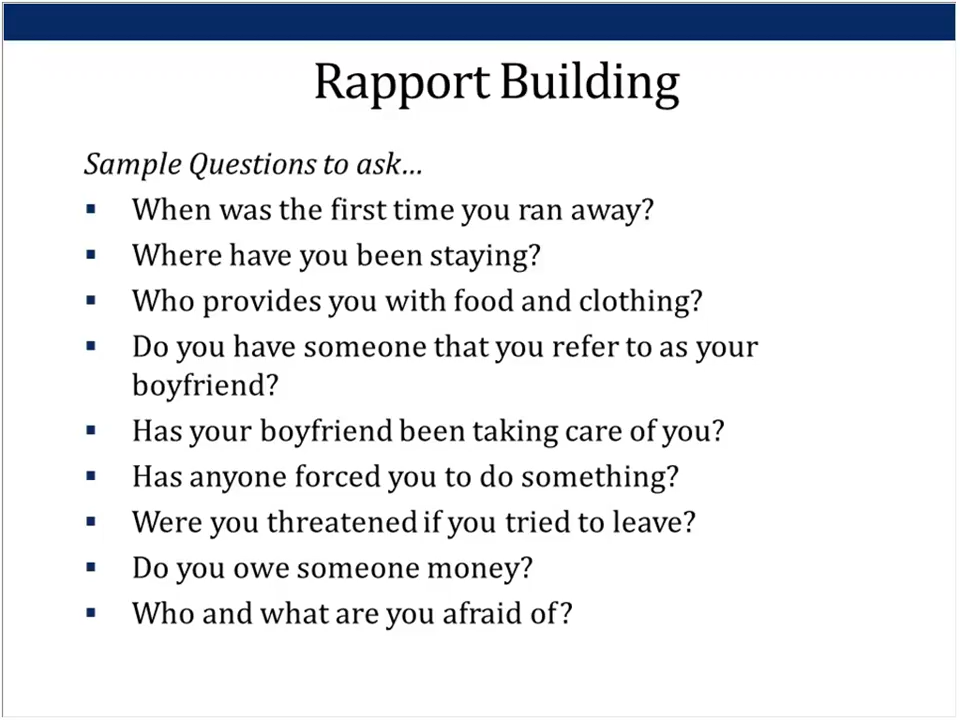 Rapport Building
Sample Questions to ask...
▪ When was the first time you ran away?
▪ Where have you been staying?
▪ Who provides you with food and clothing?
▪ Do you have someone that you refer to as your
boyfriend?
▪ Has your boyfriend been taking care of you?
▪ Has anyone forced you to do something?
▪ Were you threatened if you tried to leave?
▪ Do you owe someone money?
▪ Who and what are you afraid of?